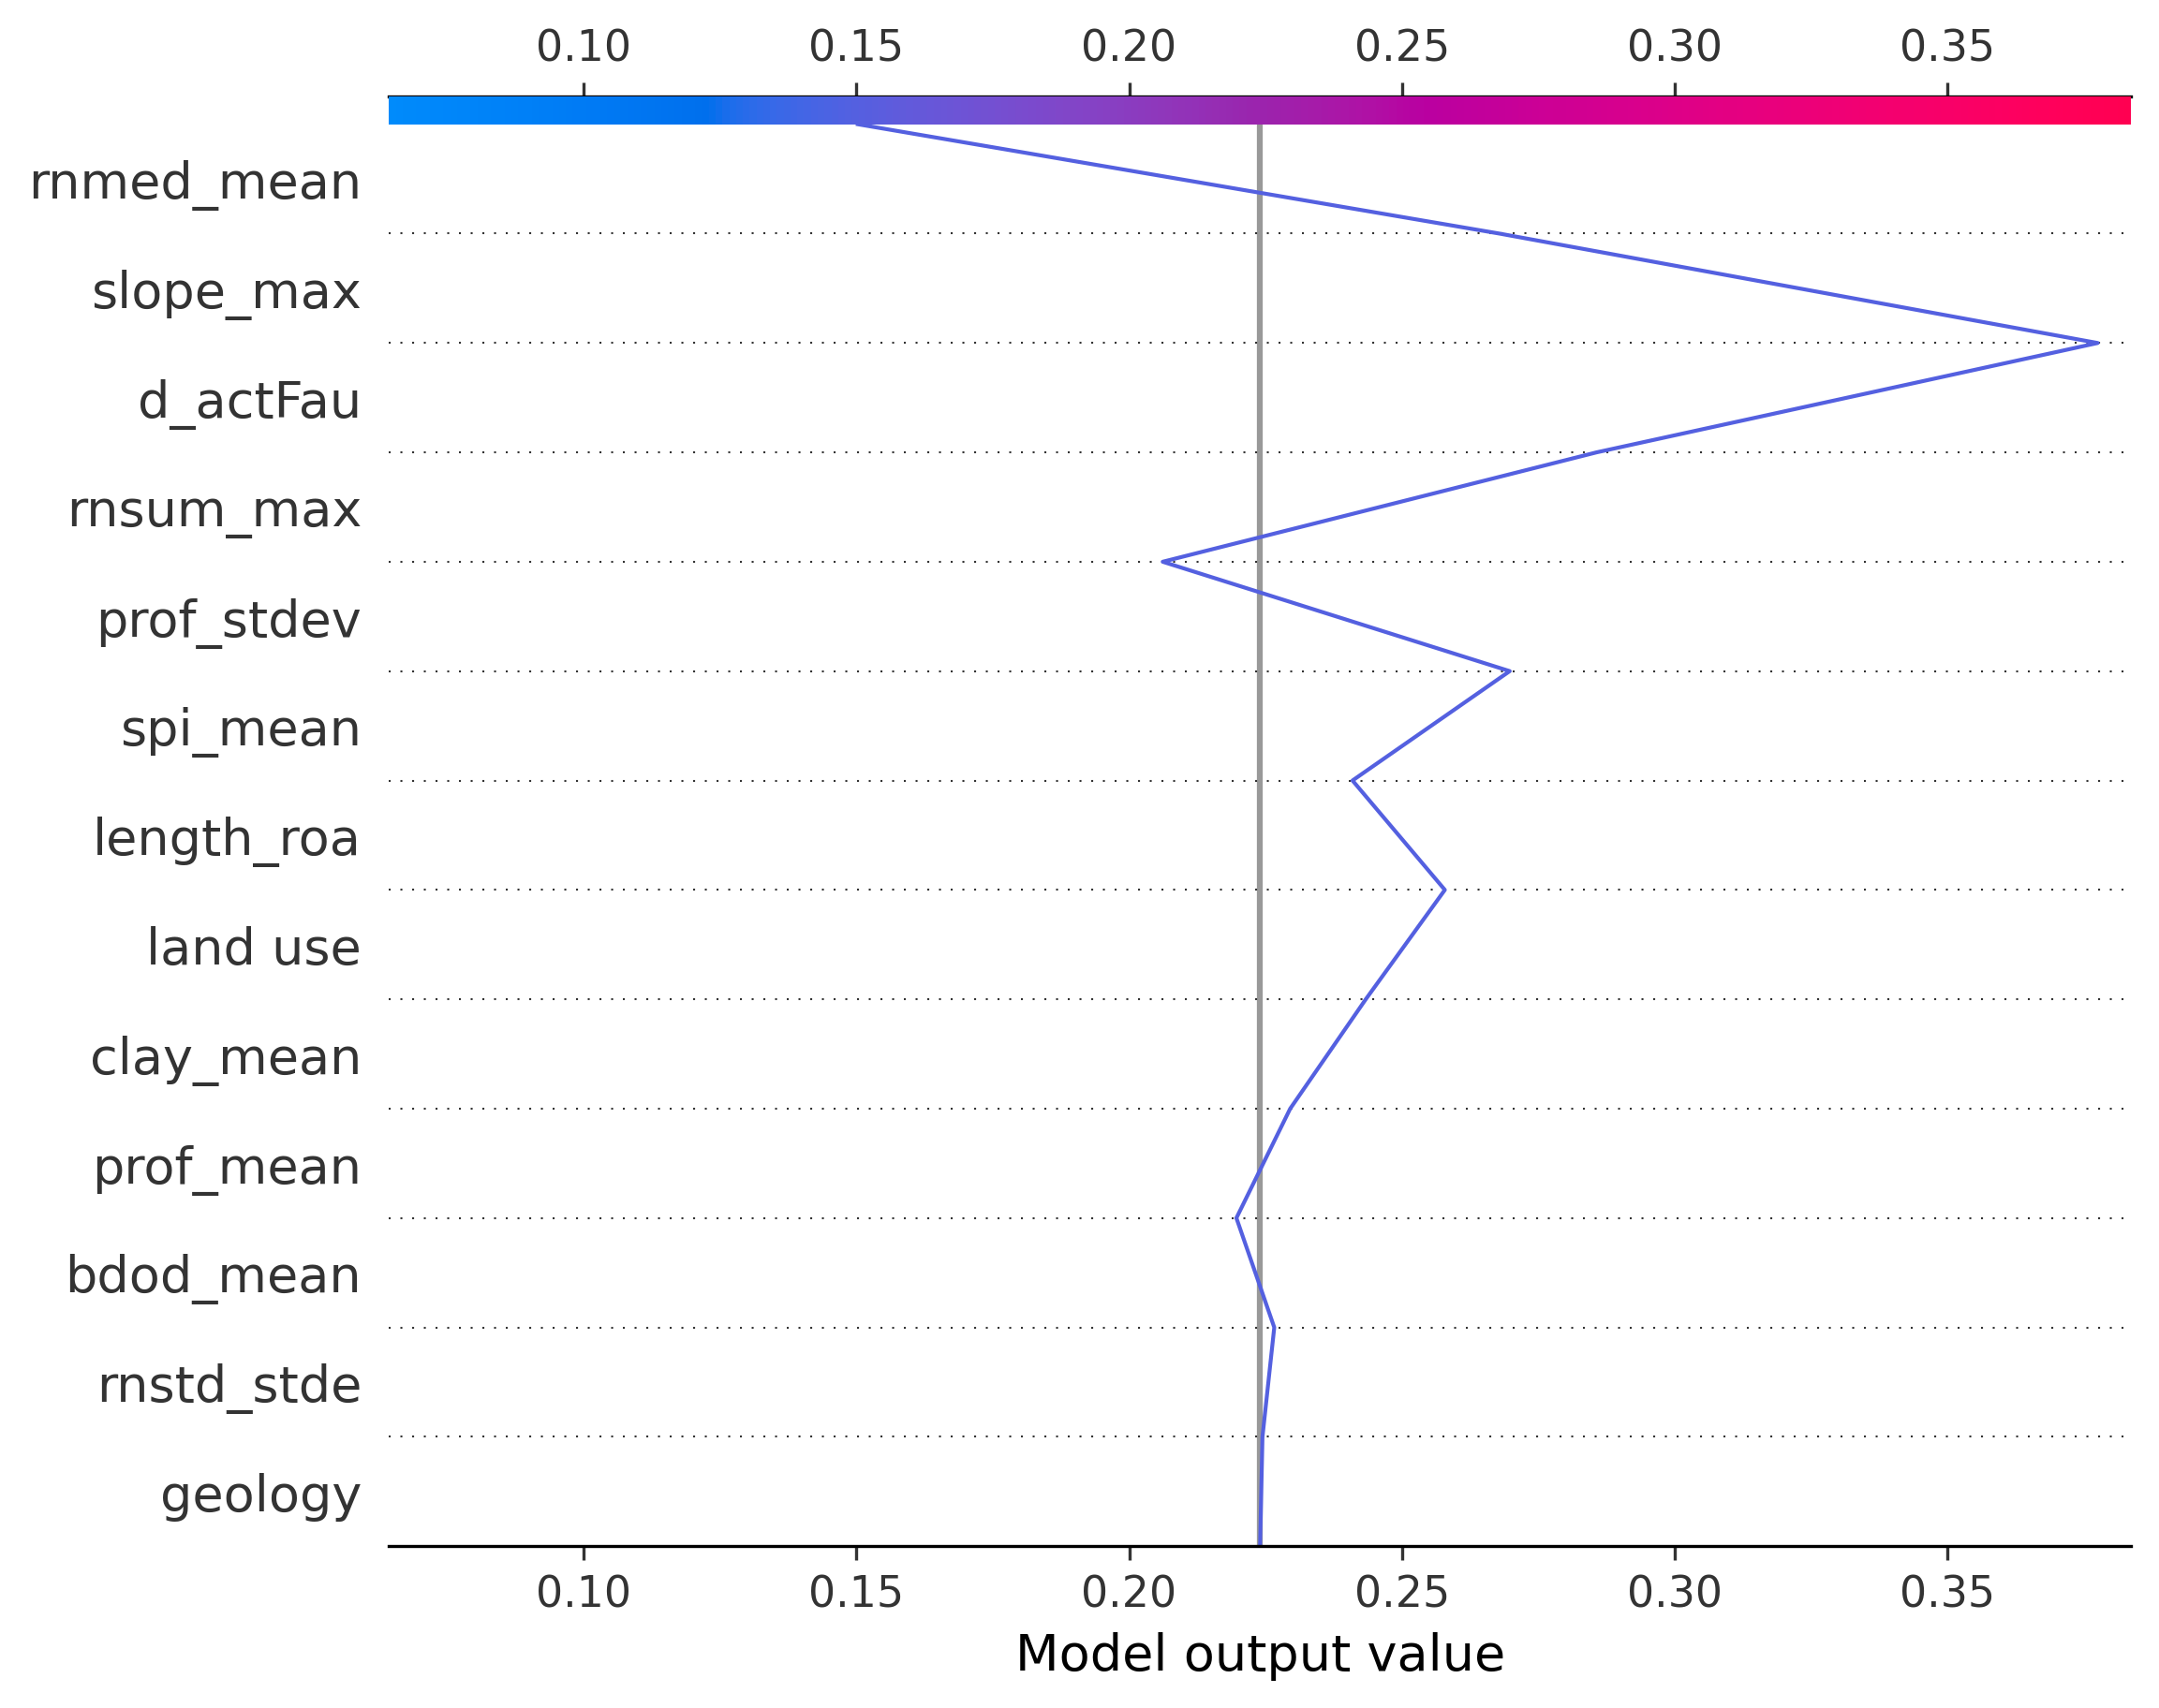 0.10 0.15 0.20 0.25 0.30 0.35
rnmed_mean
slope_max
d_actFau
rnsum_max
prof_stdev
spi_mean
length_roa
land use
clay_mean
prof_mean
bdod_mean
rnstd_stde
geology
0.10 0.15 0.20 0.25 0.30 0.35
Model output value